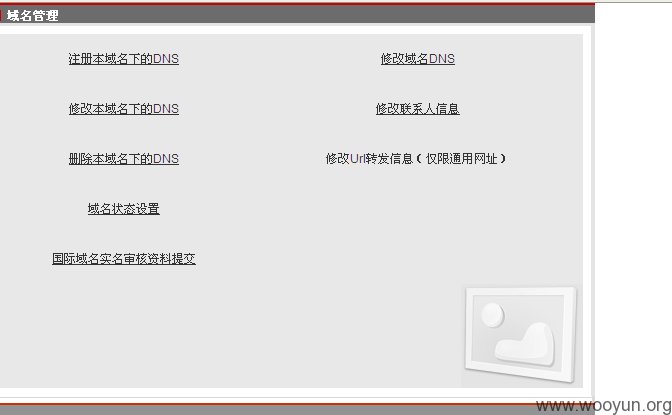 域名管理
注册本域名下的DNS
修改域名DNS
修改本域名下的DNS
修改联系人信息
删除本域名下的DNS
修改Url转发信息（仅限通用网址）
域名状态设置
国际域名实名审核资料提交
www.wooyun.org